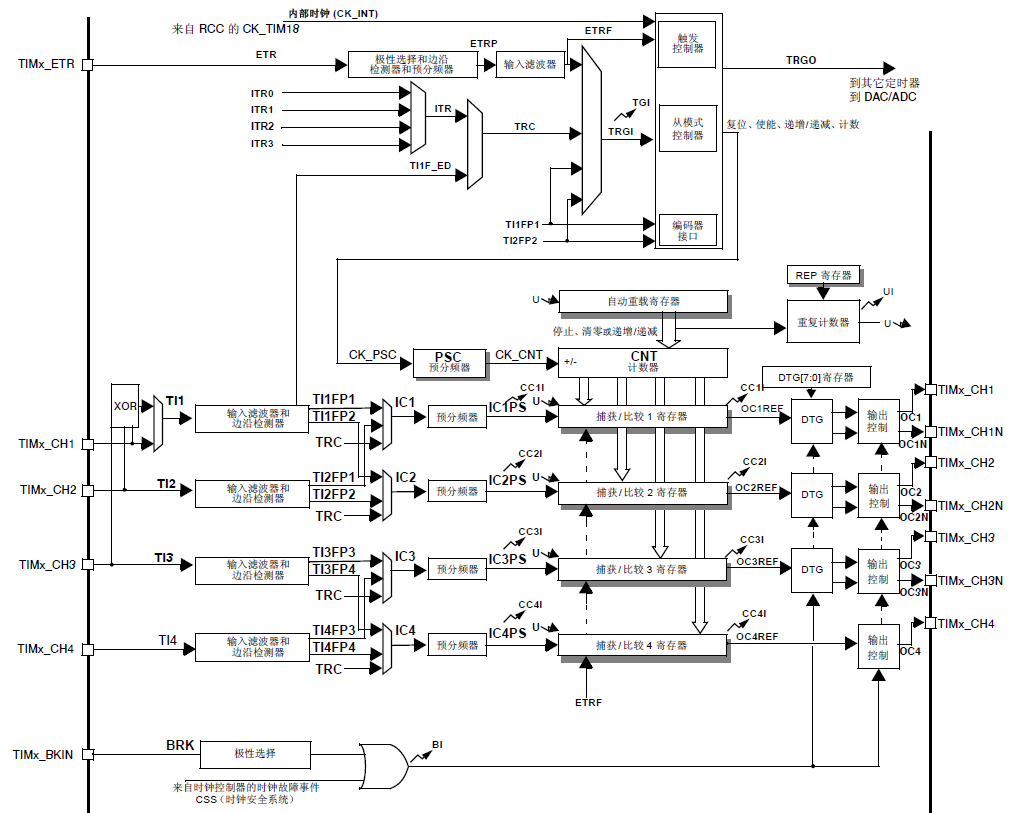 内部时钟 (CK_INT)
来自 RCC 的 CK_TIM18
ETR
ETRP
ETRF
TIMx_ETR
极性选择和边沿
检测器和预分频器
输入滤波器
触发
控制器
TRGO
到其它定时器
到 DAC/ADC
ITR0
ITR1
ITR2
ITR3
ITR
TRC
TI1F_ED
TGI
TRGI
从模式
控制器
复位、使能、递增/递减、计数
TI1FP1
TI2FP2
编码器
接口
REP 寄存器
U
自动重载寄存器
UI
重复计数器
U
停止、清零或递增/递减
CK_PSC
PSC
预分频器
CK_CNT
+/-
CNT
计数器
DTG[7:0]寄存器
XOR
TI1
输入滤波器和
边沿检测器
TI1FP1
TI1FP2
TRC
IC1
预分频器
IC1PS
CC1I
U
捕获/比较 1 寄存器
CC1I
OC1REF
DTG
输出
控制
OC1
OC1N
TIMx_CH1
TIMx_CH1N
TIMx_CH1
TIMx_CH2
TI2
输入滤波器和
边沿检测器
TI2FP1
TI2FP2
TRC
IC2
预分频器
IC2PS
CC2I
U
捕获/比较 2 寄存器
CC2I
OC2REF
DTG
输出
控制
OC2
OC2N
TIMx_CH2
TIMx_CH2N
TIMx_CH3
TI3
输入滤波器和
边沿检测器
TI3FP3
TI3FP4
TRC
IC3
预分频器
IC3PS
CC3I
U
捕获/比较 3 寄存器
CC3I
OC3REF
DTG
输出
控制
OC3
OC3N
TIMx_CH3
TIMx_CH3N
TIMx_CH4
TI4
输入滤波器和
边沿检测器
TI4FP3
TI4FP4
TRC
IC4
预分频器
IC4PS
CC4I
U
捕获/比较 4 寄存器
CC4I
OC4REF
输出
控制
OC4
TIMx_CH4
ETRF
TIMx_BKIN
BRK
极性选择
BI
来自时钟控制器的时钟故障事件
CSS（时钟安全系统）